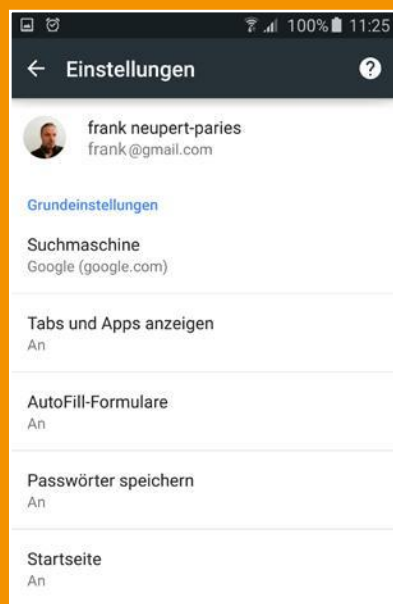 100% 11:25
Einstellungen
frank neupert-paries
frank@gmail.com
Grundeinstellungen
Suchmaschine
Google (google.com)
Tabs und Apps anzeigen
An
AutoFill-Formulare
An
Passwörter speichern
An
Startseite
An